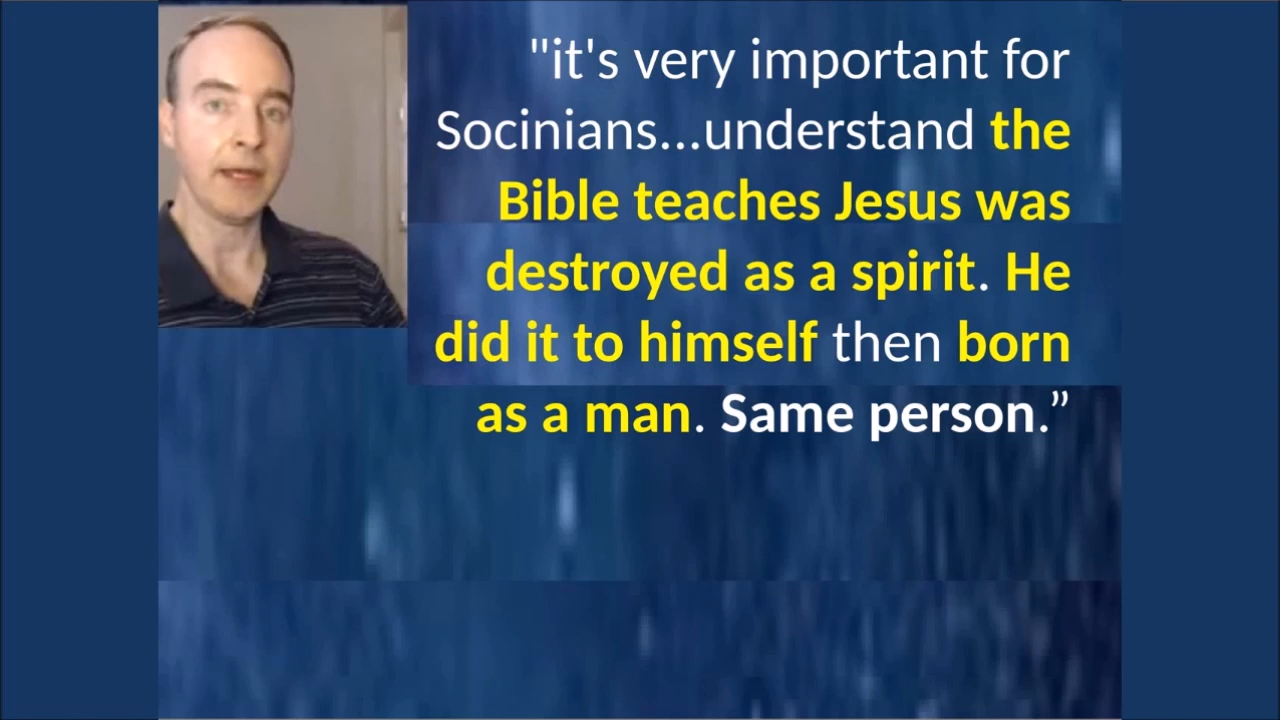 "it's very important for
Socinians...understand the
Bible teaches Jesus was
destroyed as a spirit. He
did it to himself then born
as a man. Same person.”